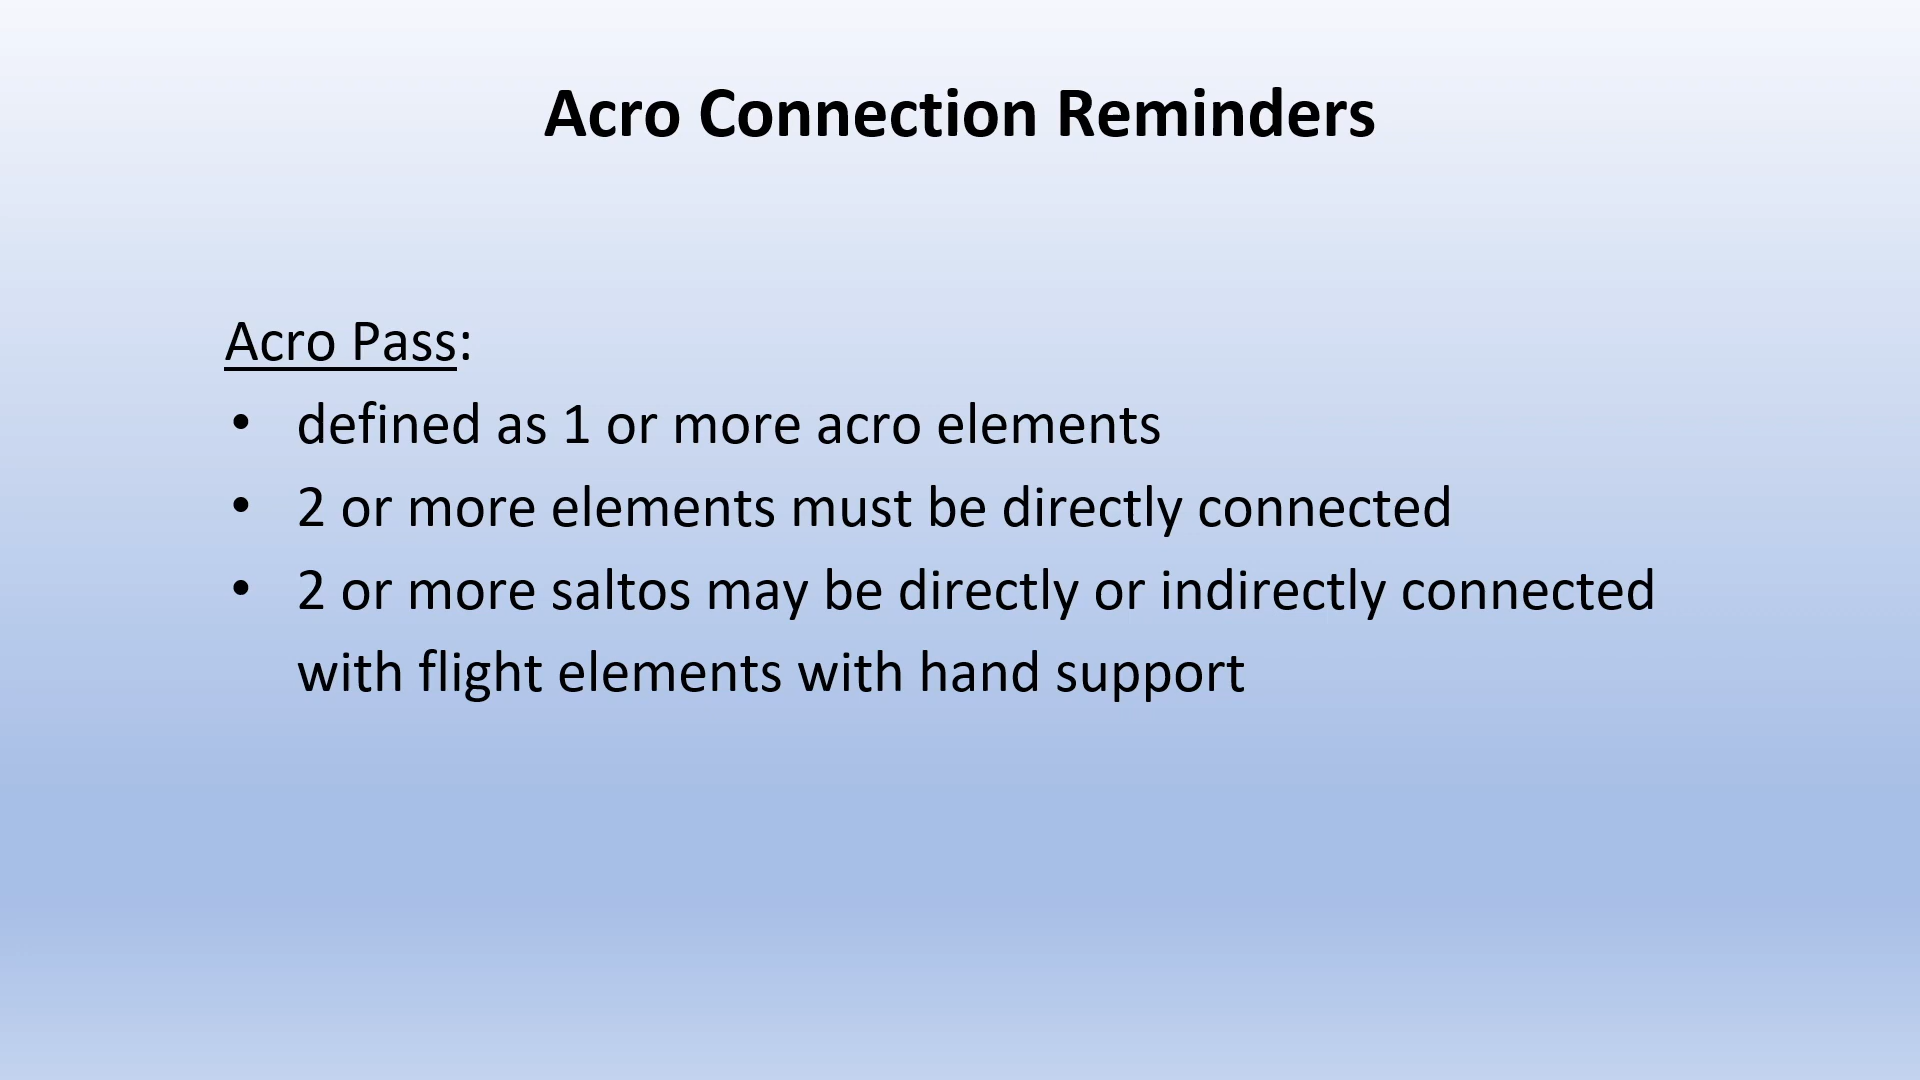 Acro Connection Reminders
Acro Pass:
• defined as 1 or more acro elements
• 2 or more elements must be directly connected
• 2 or more saltos may be directly or indirectly connected
with flight elements with hand support